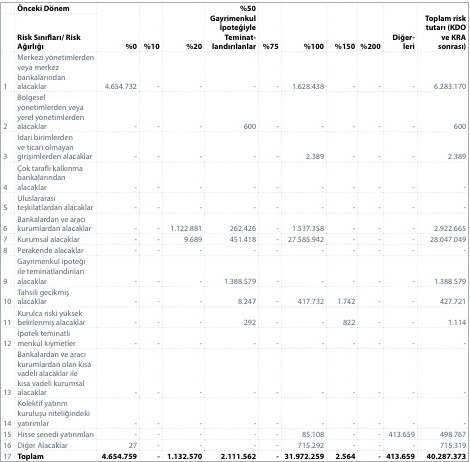 Önceki Dönem
%50
Gayrimenkul
İpoteğiyle
Toplam risk
tutarı (KDO
Risk Sınıfları/ Risk
Ağırlığı %0 %10 %20 Teminat-
landırılanlar %75 %100 %150 %200 Diğer-
leri ve KRA
sonrası)
Merkezi yönetimlerden
veya merkez
bankalarından
1 alacaklar 4.654.732 - - - - 1.628.438 - - - 6.283.170
Bölgesel
yönetimlerden veya
yerel yönetimlerden
2 alacaklar - - - 600 - - - - - 600
İdari birimlerden
ve ticari olmayan
3 girişimlerden alacaklar - - - - - 2.389 - - - 2.389
Çok taraflı kalkınma
bankalarından
4 alacaklar - - - - - - - - - -
Uluslararası
5 teşkilatlardan alacaklar - - - - - - - - - -
Bankalardan ve aracı
6 kurumlardan alacaklar - - 1.122.881 262.426 - 1.537.358 - - - 2.922.665
7 Kurumsal alacaklar - - 9.689 451.418 - 27.585.942 - - - 28.047.049
8 Perakende alacaklar - - - - - - - - - -
Gayrimenkul ipoteği
ile teminatlandırılan
9 alacaklar - - - 1.388.579 - - - - - 1.388.579
Tahsili gecikmiş
10 alacaklar - - - 8.247 - 417.732 1.742 - - 427.721
Kurulca riski yüksek
11 belirlenmiş alacaklar - - - 292 - - 822 - - 1.114
İpotek teminatlı
12 menkul kıymetler - - - - - - - - - -
Bankalardan ve aracı
kurumlardan olan kısa
vadeli alacaklar ile
kısa vadeli kurumsal
13 alacaklar - - - - - - - - - -
Kolektif yatırım
kuruluşu niteliğindeki
14 yatırımlar - - - - - - - - - -
15 Hisse senedi yatırımları - - - - - 85.108 - - 413.659 498.767
16 Diğer Alacaklar 27 - - - - 715.292 - - - 715.319
17 Toplam 4.654.759 - 1.132.570 2.111.562 - 31.972.259 2.564 - 413.659 40.287.373